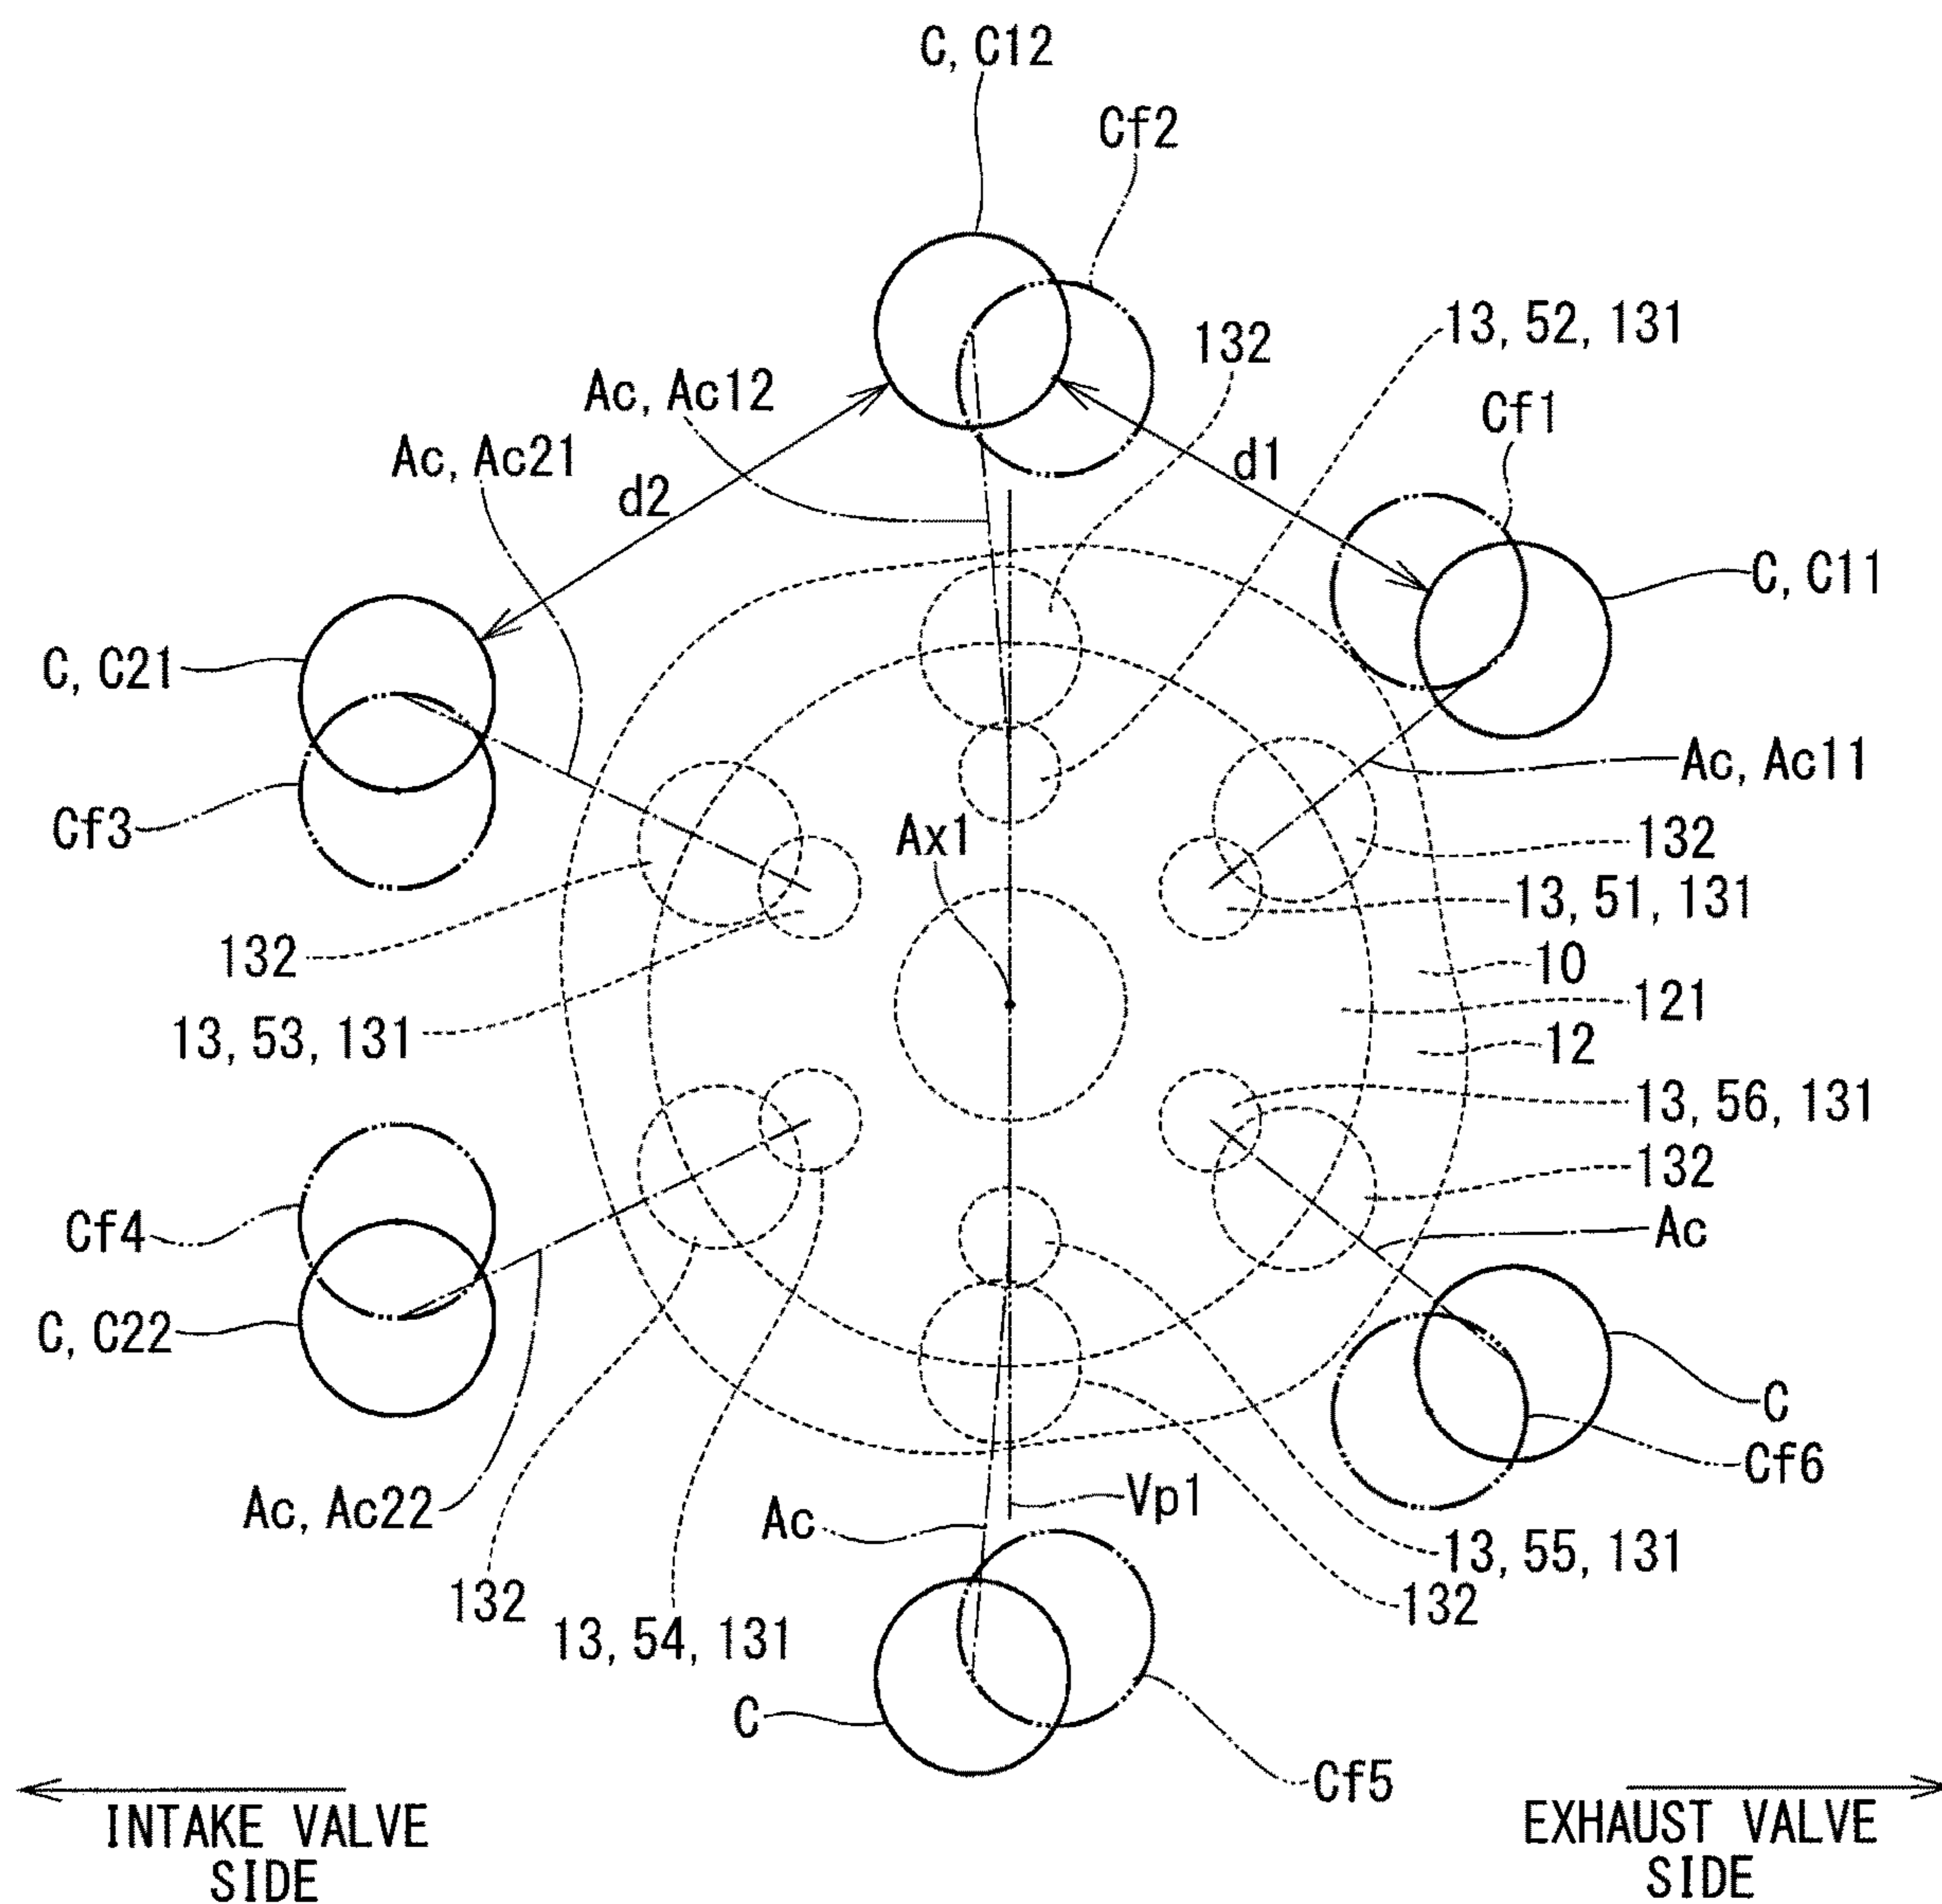 C, C12
Cf2
132
13, 52, 131
Ac, Ac12
Cf1
Ac, Ac21
d1
d2
C, C11
C, C21
Ac, Ac11
Cf3
Ax1
132
13, 51, 131
132
10
121
13, 53, 131
12
13, 56, 131
132
Cf4
Ac
C, C22
C
Cf6
Ac, Ac22
Vp1
Ac
13, 55, 131
132
132
13, 54, 131
C
Cf5
INTAKE VALVE
SIDE
EXHAUST VALVE
SIDE